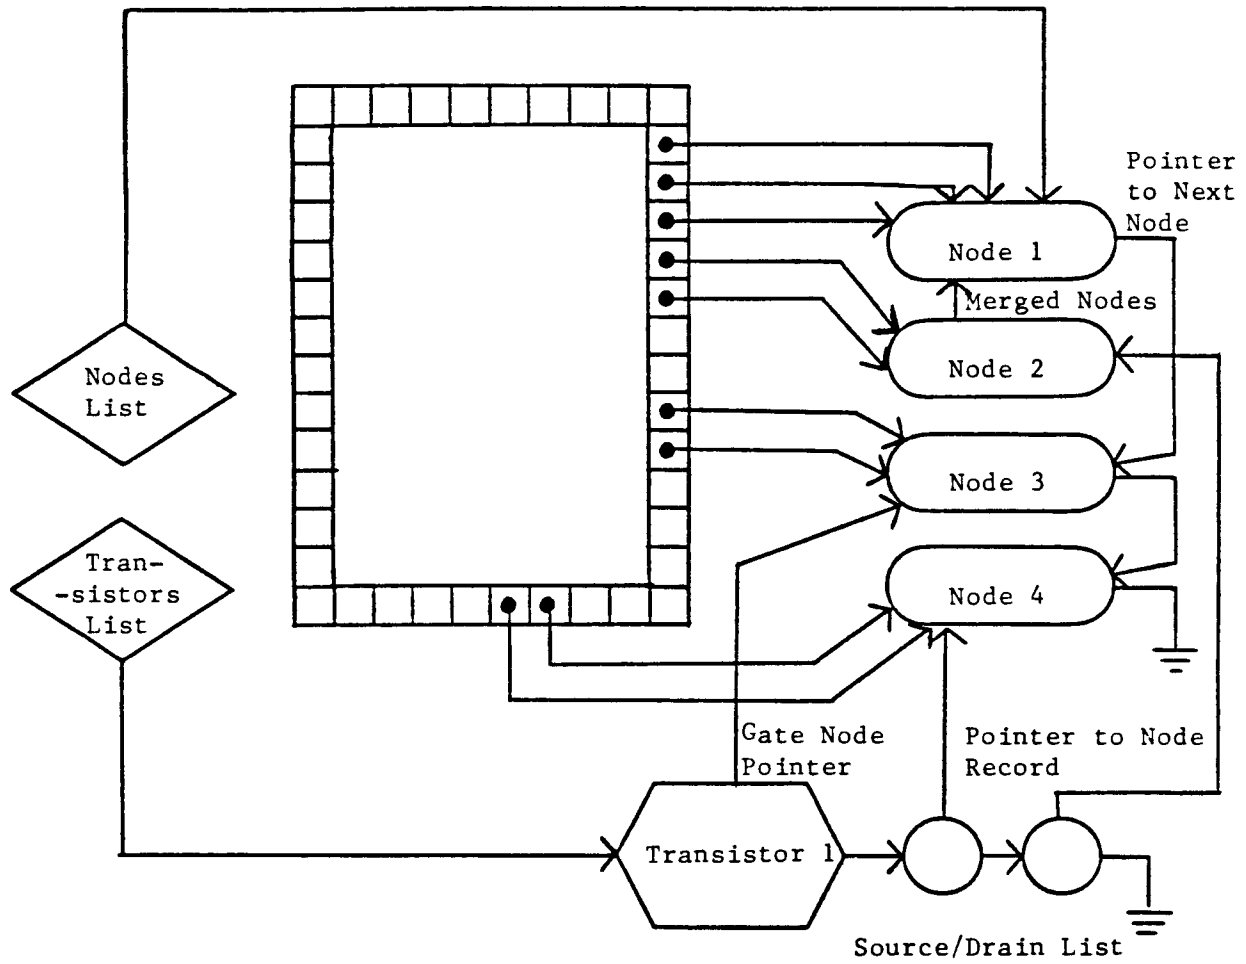 Pointer
to Next
Node
Node 1
Merged Nodes
Node 2
Nodes
List
Node 3
Tran-
-sistors
List
Node 4
Gate Node
Pointer
Pointer to Node
Record
Transistor 1
Source/Drain List